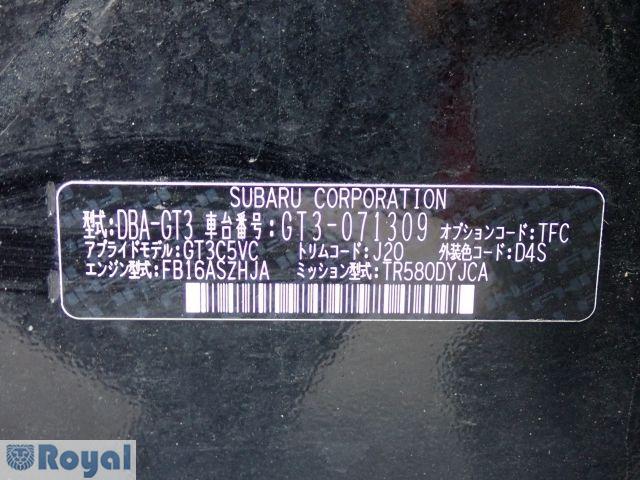 SUBARU CORPORATION
型式:DBA-GT3 車台番号:GT3-071309 オプションコード:TFC
アプライドモデル:GT3C5VC トリムコード:J20 外装色コード:D4S
エンジン型式:FB16ASZHJA ミッション型式:TR580DYJCA
Royal